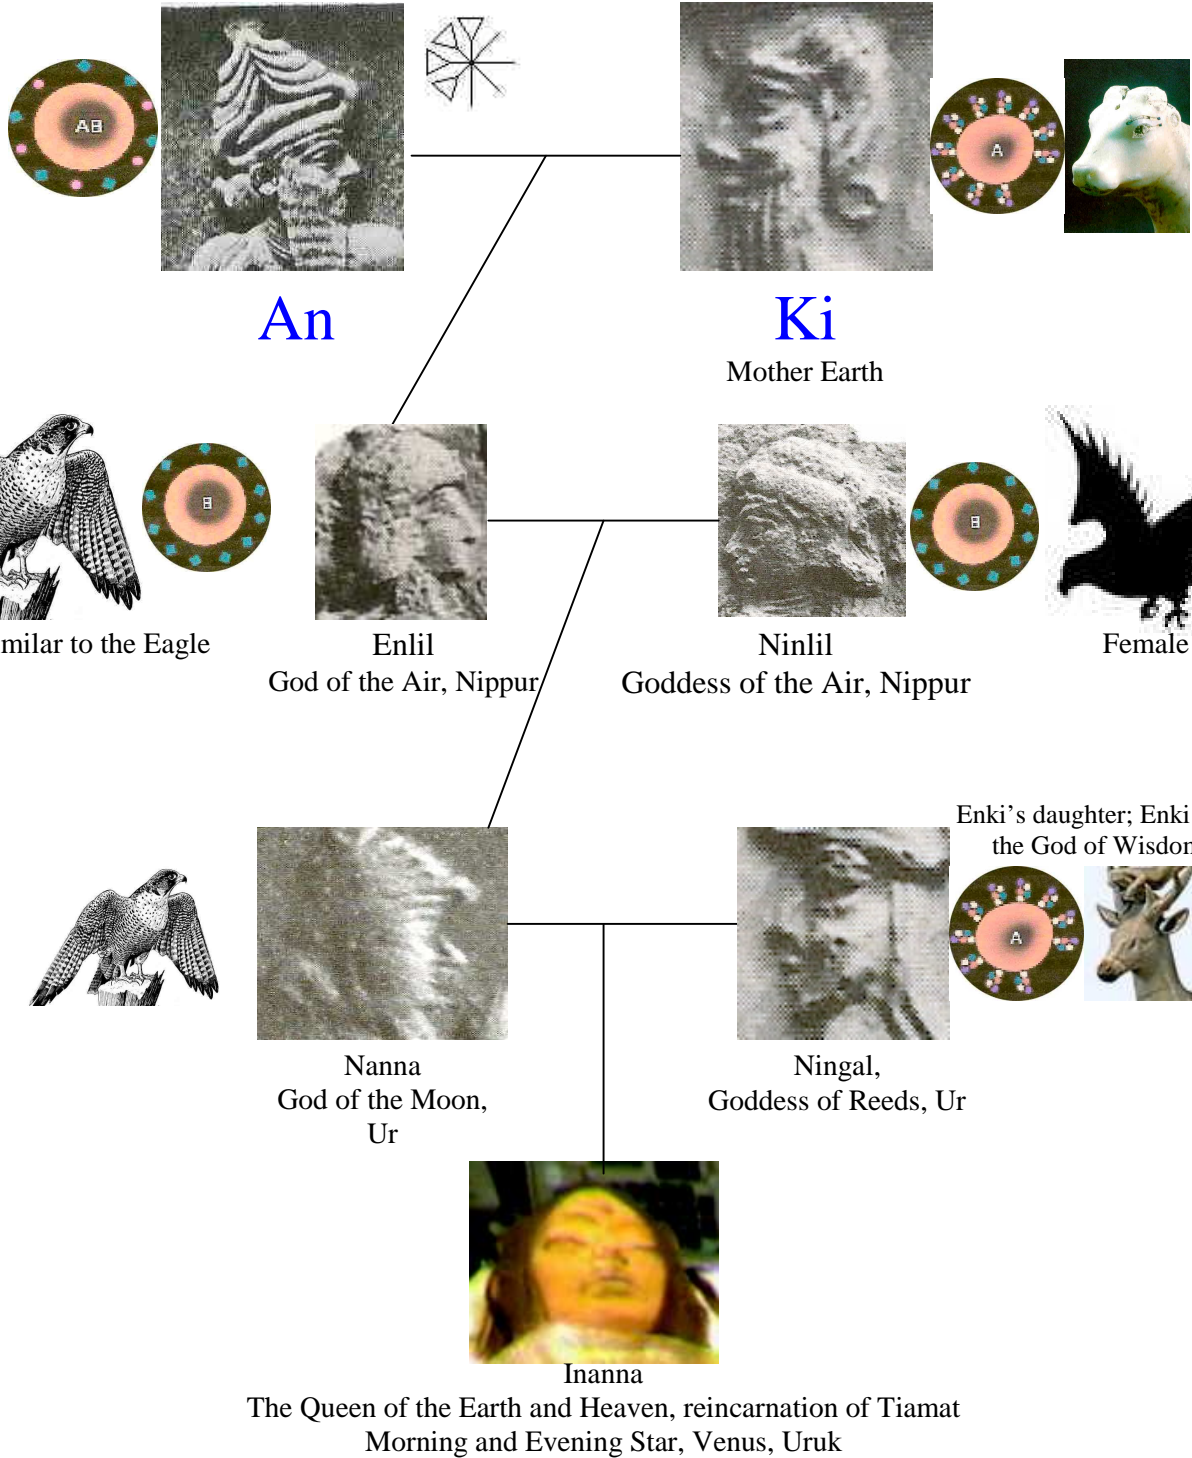 AB
A
An
Ki
Mother Earth
B
B
milar to the Eagle
Enlil
Ninlil
Female
God of the Air, Nippur
Goddess of the Air, Nippur
Enki's daughter; Enki
the God of Wisdom
A
Nanna
God of the Moon,
Ur
Ningal,
Goddess of Reeds, Ur
Inanna
The Queen of the Earth and Heaven, reincarnation of Tiamat
Morning and Evening Star, Venus, Uruk